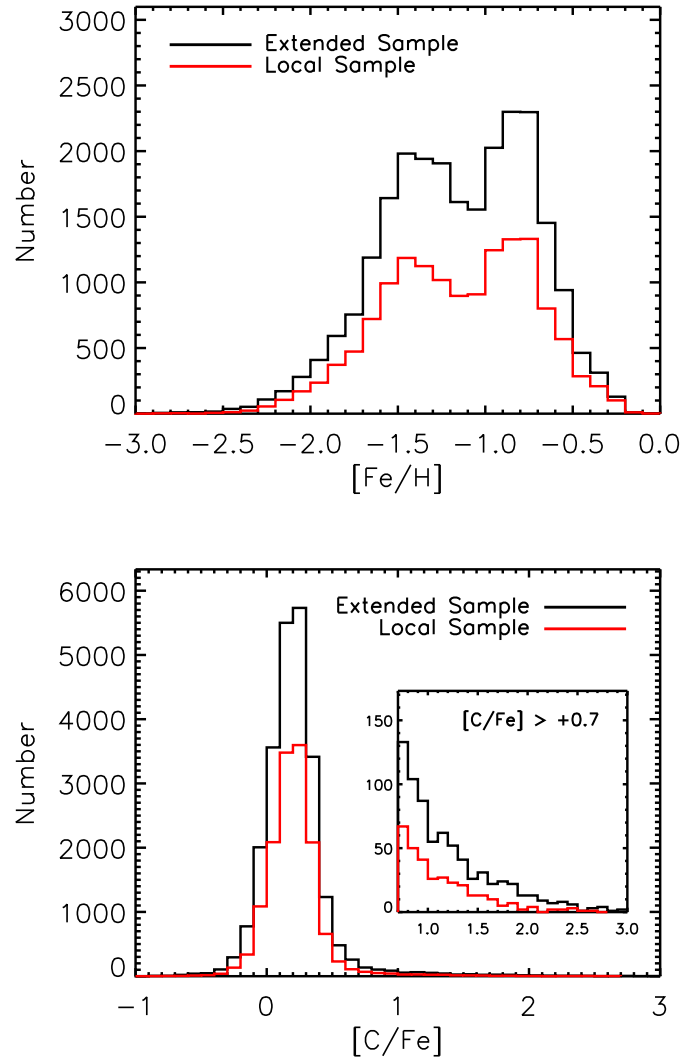 3000
2500
2000
1500
1000
500
0
Number
Extended Sample
Local Sample
−3.0 −2.5 −2.0 −1.5 −1.0 −0.5 0.0
[Fe/H]
6000
5000
4000
3000
2000
1000
0
Number
Extended Sample
Local Sample
[C/Fe] > +0.7
150
100
50
0
1.0 1.5 2.0 2.5 3.0
−1 0 1 2 3
[C/Fe]